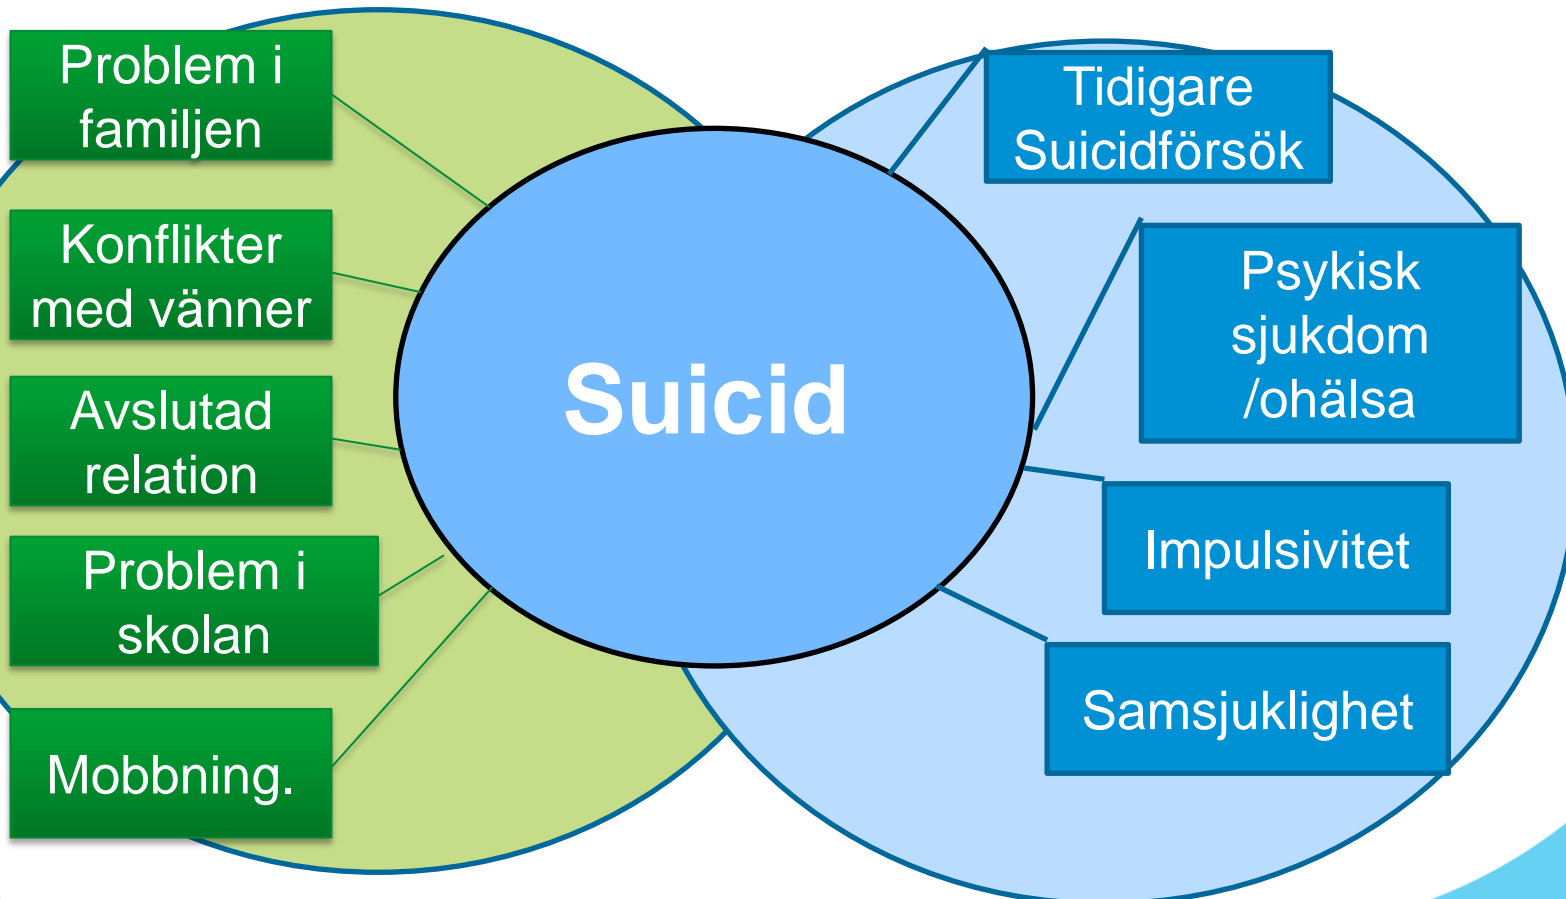 Problem i
familjen
Konflikter
med vänner
Avslutad
relation
Problem i
skolan
Mobbning.
Suicid
Tidigare
Suicidförsök
Psykisk
sjukdom
/ohälsa
Impulsivitet
Samsjuklighet